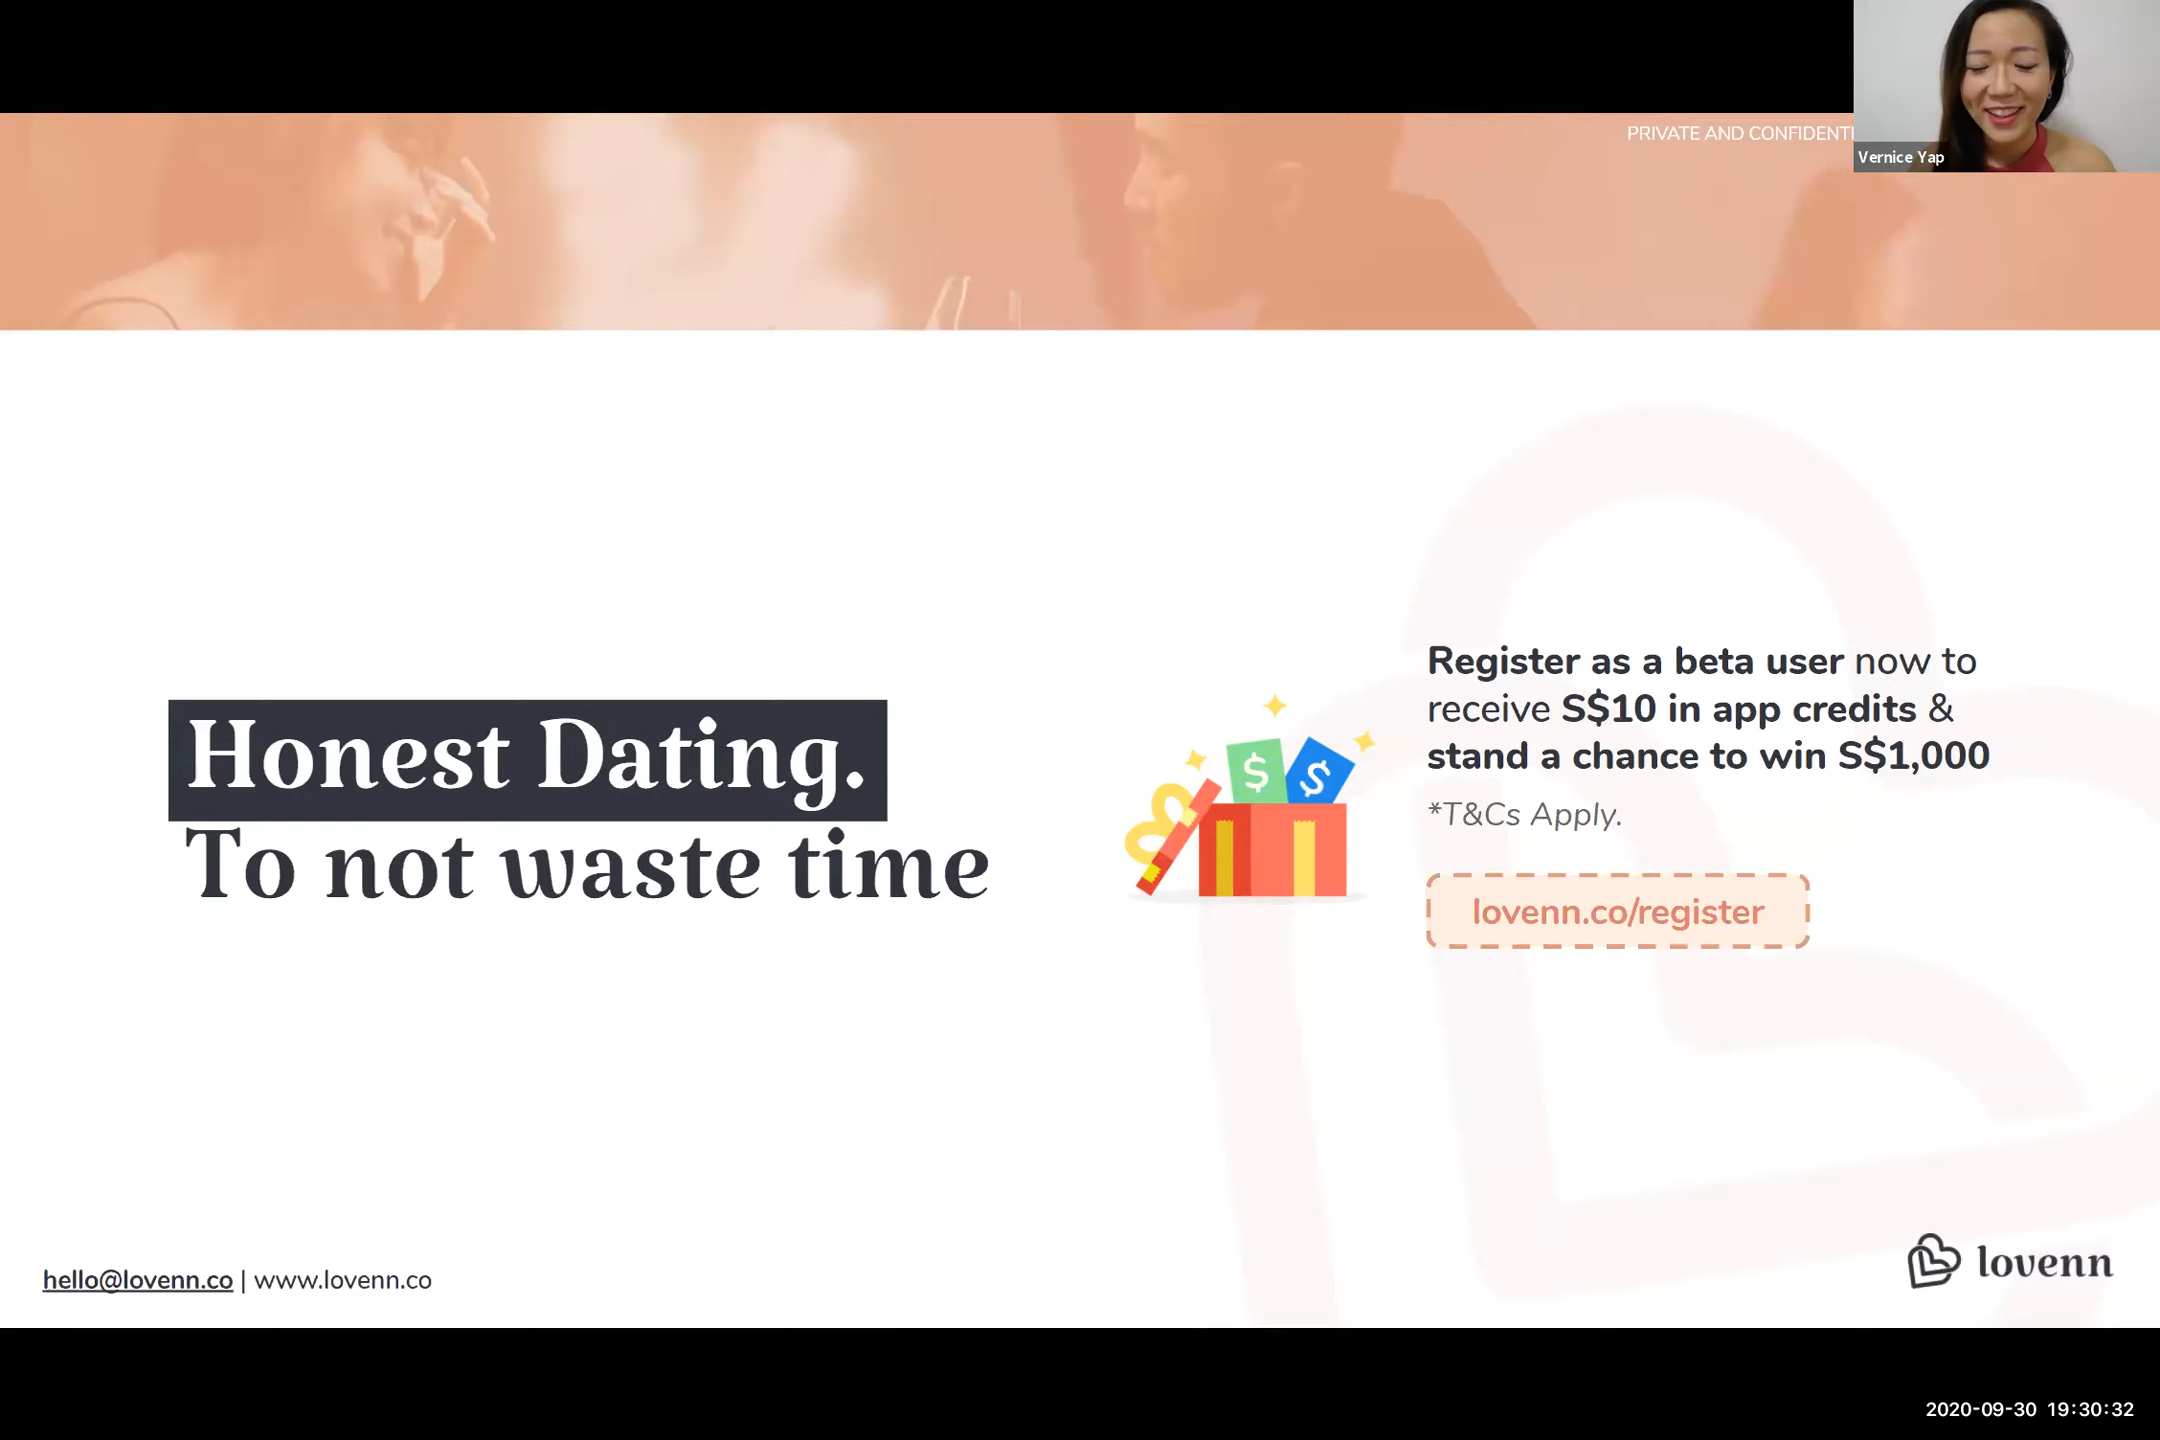 PRIVATE AND CONFIDENTI
Vernice Yap
Honest Dating.
To not waste time
$ $
Register as a beta user now to
receive S$10 in app credits &
stand a chance to win S$1,000
*T&Cs Apply.
lovenn.co/register
hello@lovenn.co | www.lovenn.co
lovenn
2020-09-30 19:30:32